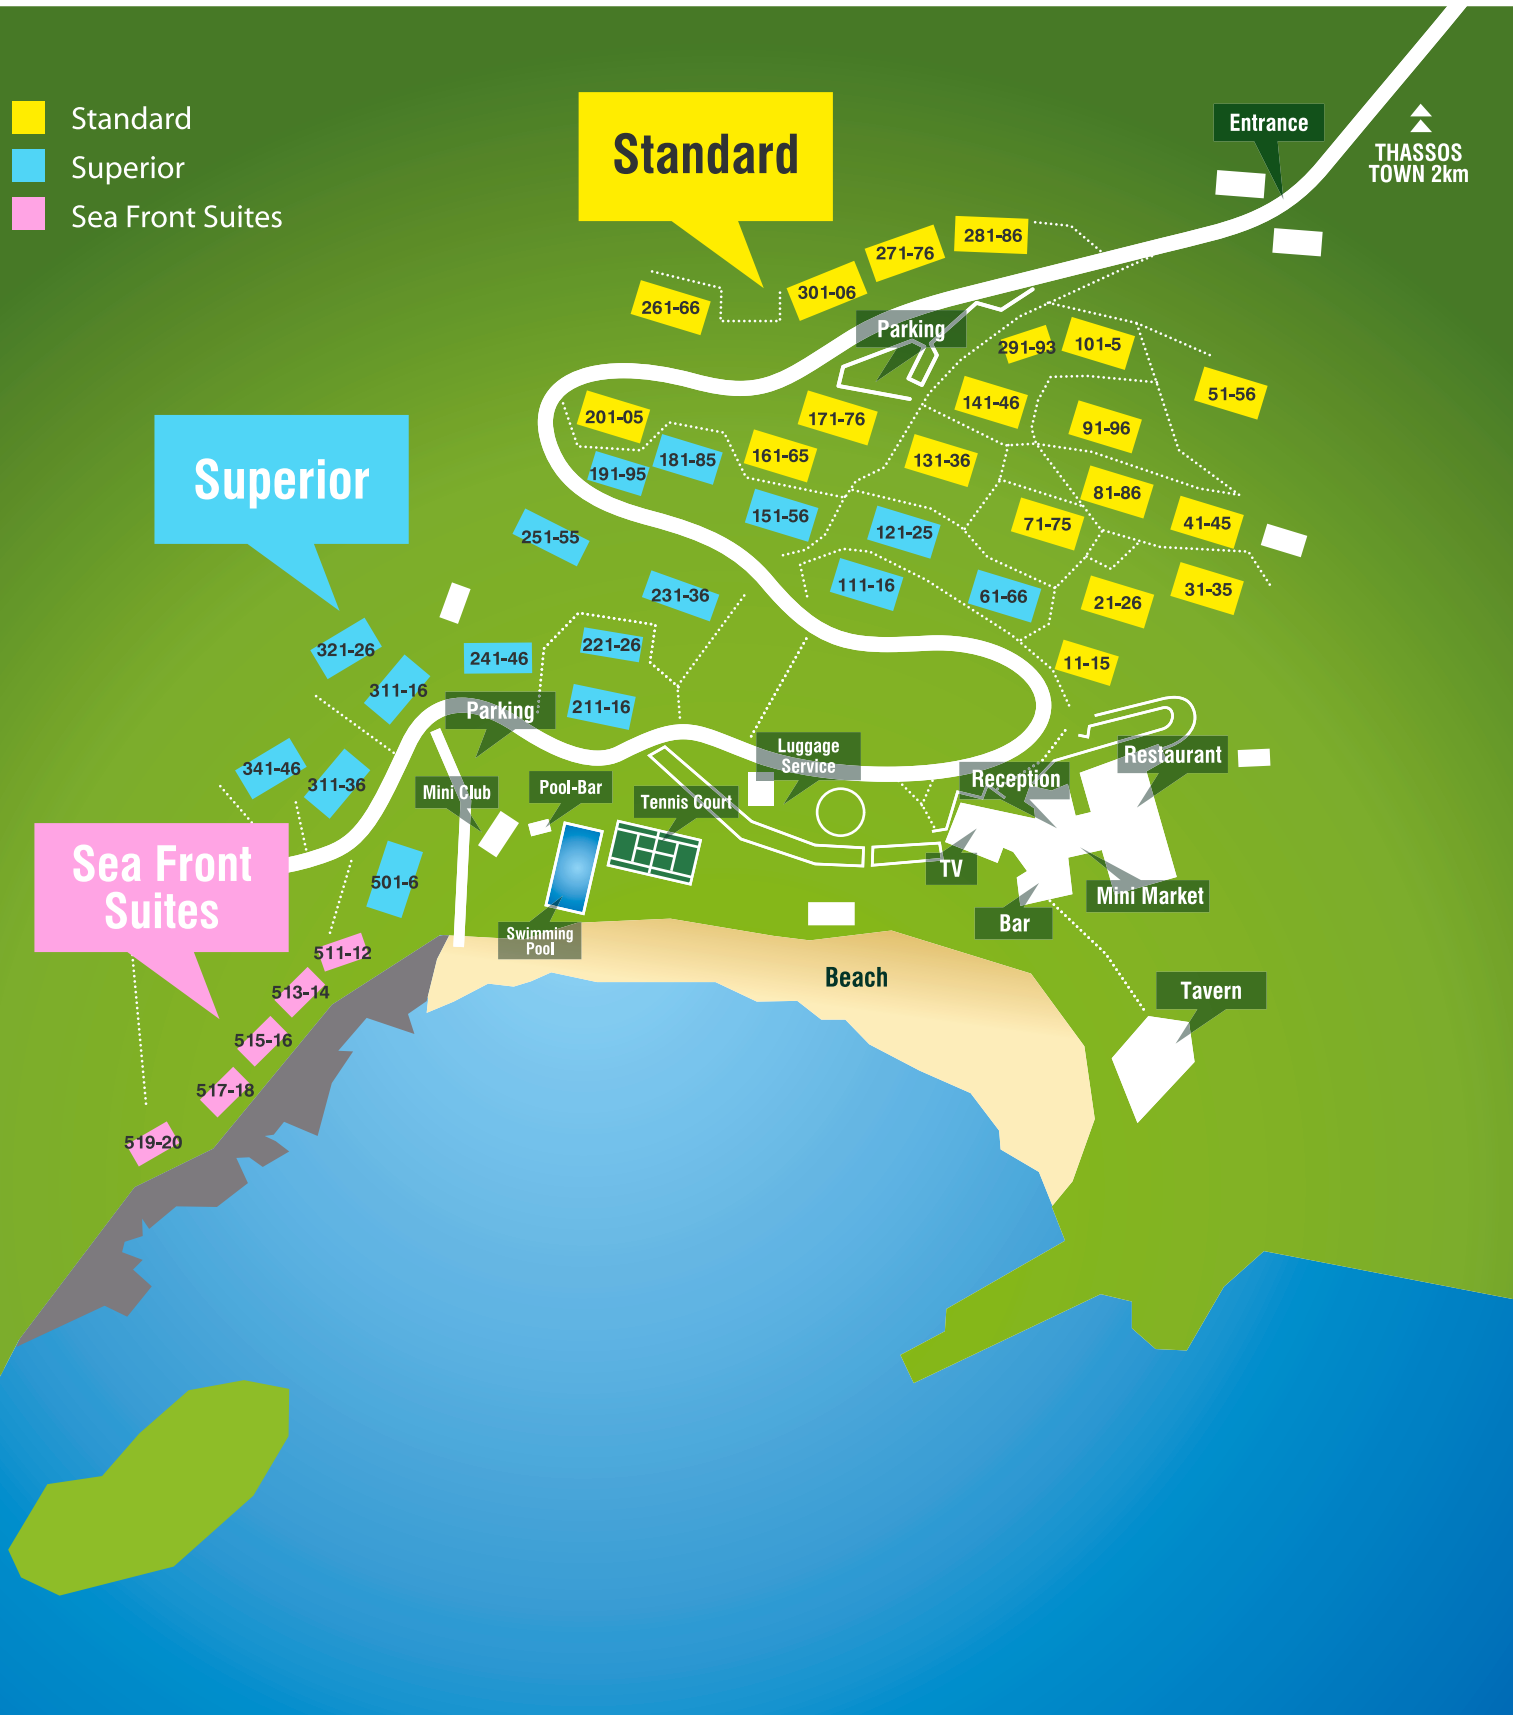 Standard
Superior
Sea Front Suites
Standard
Entrance
THASSOS
TOWN 2km
281-86
271-76
301-06
261-66
Parking
291-93
101-5
51-56
141-46
201-05
171-76
91-96
181-85
161-65
131-36
191-95
Superior
81-86
151-56
121-25
71-75
41-45
251-55
111-16
61-66
21-26
31-35
231-36
221-26
321-26
241-46
11-15
311-16
211-16
Parking
Luggage
Service
Restaurant
341-46
311-36
Mini Club
Pool-Bar
Tennis Court
Reception
Sea Front
Suites
501-6
TV
Mini Market
Bar
Swimming
Pool
511-12
Beach
513-14
Tavern
515-16
517-18
519-20